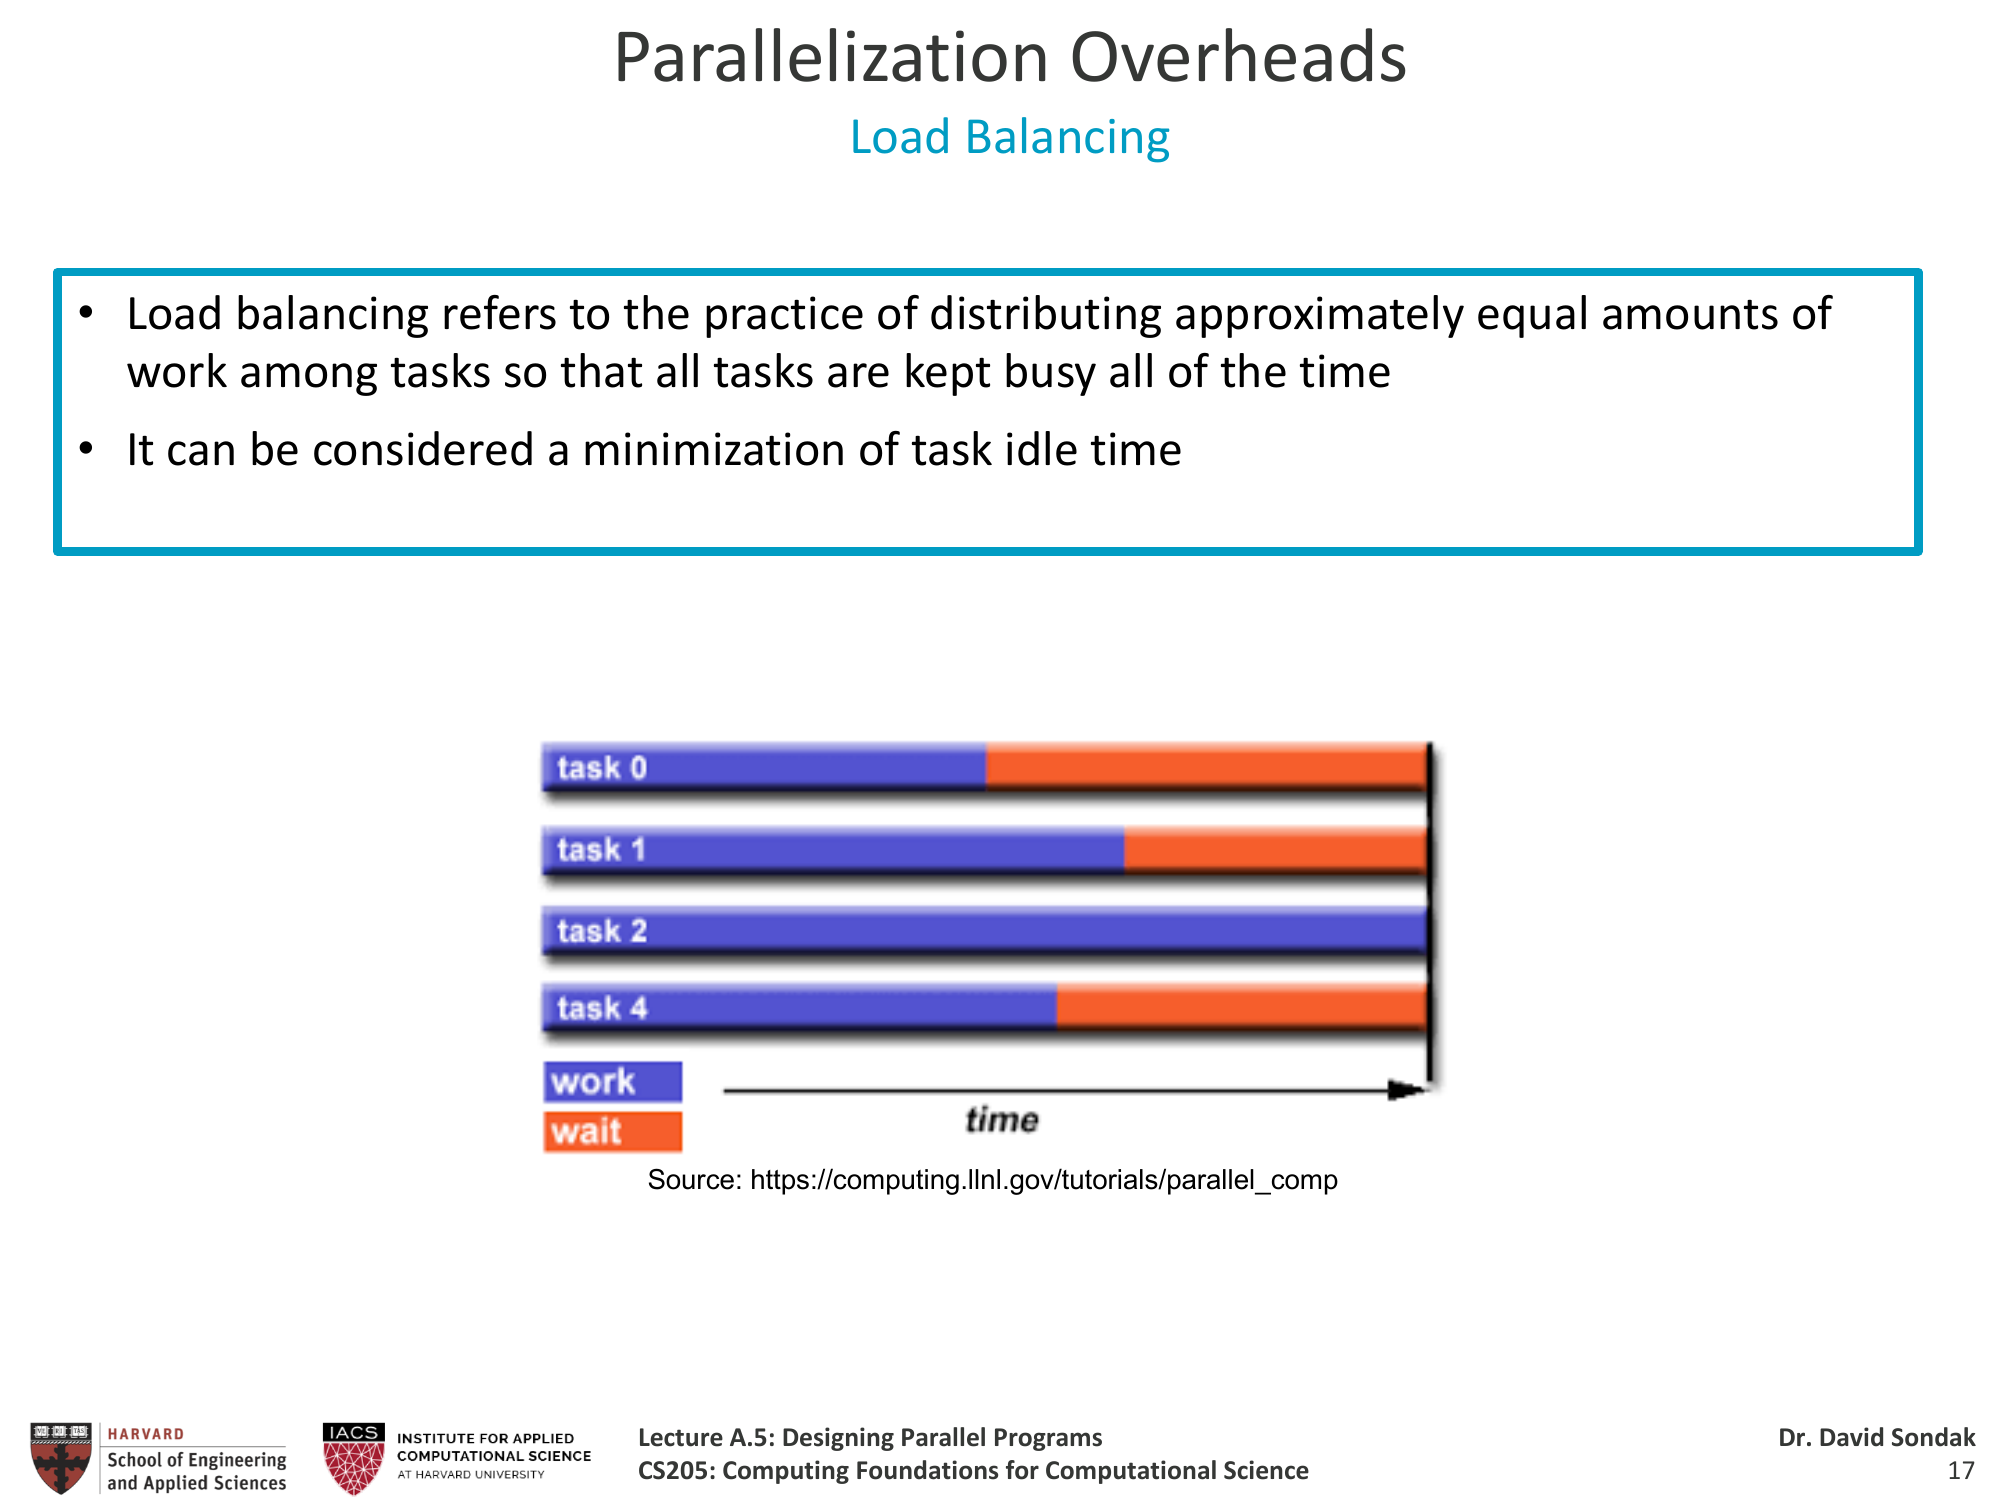 Parallelization Overheads
Load Balancing
• Load balancing refers to the practice of distributing approximately equal amounts of
work among tasks so that all tasks are kept busy all of the time
• It can be considered a minimization of task idle time
task 0
task 1
task 2
task 4
work
wait
time
Source: https://computing.llnl.gov/tutorials/parallel_comp
HARVARD
School of Engineering
and Applied Sciences
IACS
INSTITUTE FOR APPLIED
COMPUTATIONAL SCIENCE
AT HARVARD UNIVERSITY
Lecture A.5: Designing Parallel Programs
CS205: Computing Foundations for Computational Science
Dr. David Sondak
17